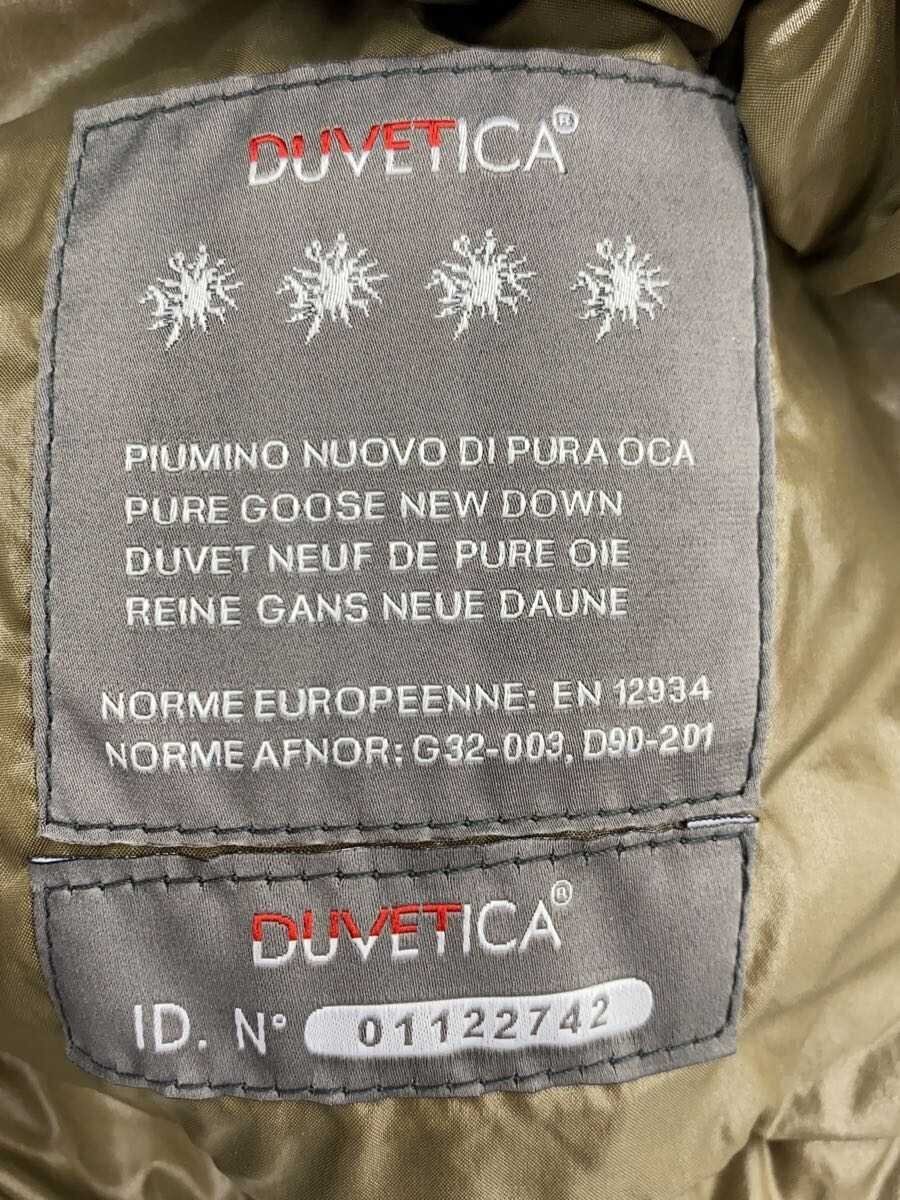 DUVETICA®
PIUMINO NUOVO DI PURA OCA
PURE GOOSE NEW DOWN
DUVET NEUF DE PURE OIE
REINE GANS NEUE DAUNE
NORME EUROPEENNE: EN 12934
NORME AFNOR: G32-003, D90-201
DUVETICA®
ID. N° 01122742